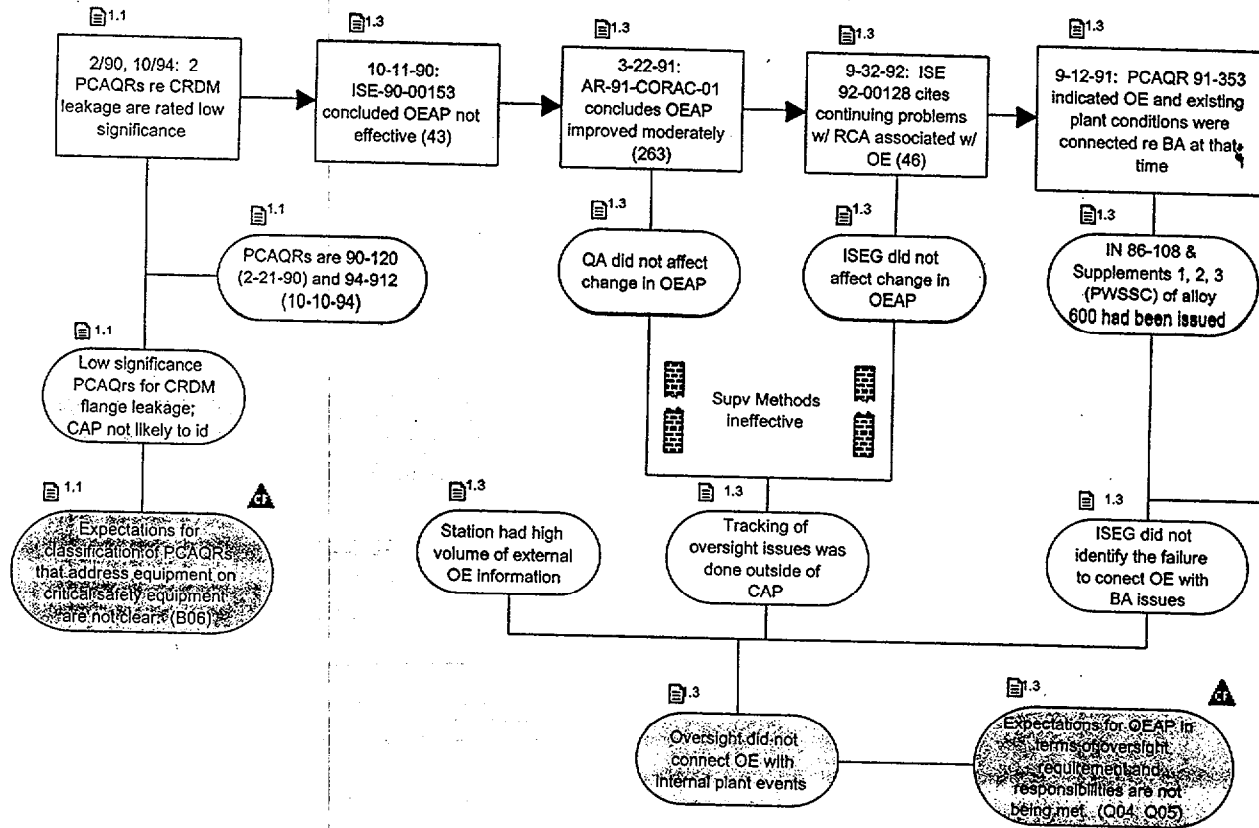 1.1
2/90, 10/94: 2
PCAQRs re CRDM
leakage are rated low
significance
1.3
10-11-90:
ISE-90-00153
concluded OEAP not
effective (43)
1.3
3-22-91:
AR-91-CORAC-01
concludes OEAP
improved moderately
(263)
1.3
9-32-92: ISE
92-00128 cites
continuing problems
w/ RCA associated w/
OE (46)
1.3
9-12-91: PCAQR 91-353
indicated OE and existing
plant conditions were
connected re BA at that
time
1.1
PCAQRs are 90-120
(2-21-90) and 94-912
(10-10-94)
1.3
QA did not affect
change in OEAP
1.3
ISEG did not
affect change in
OEAP
1.3
IN 86-108 &
Supplements 1, 2, 3
(PWSSC) of alloy
600 had been issued
1.1
Low significance
PCAQrs for CRDM
flange leakage;
CAP not likely to id
Supv Methods
ineffective
1.1
CF
Expectations for
classification of PCAQRs
that address equipment on
critical safety equipment
are not clear. (B06)
1.3
Station had high
volume of external
OE information
1.3
Tracking of
oversight issues was
done outside of
CAP
1.3
ISEG did not
identify the failure
to conect OE with
BA issues
1.3
Oversight did not
connect OE with
internal plant events
1.3
CF
Expectations for OEAP in
terms of oversight
requirement and
responsibilities are not
being met. (Q04, Q05)